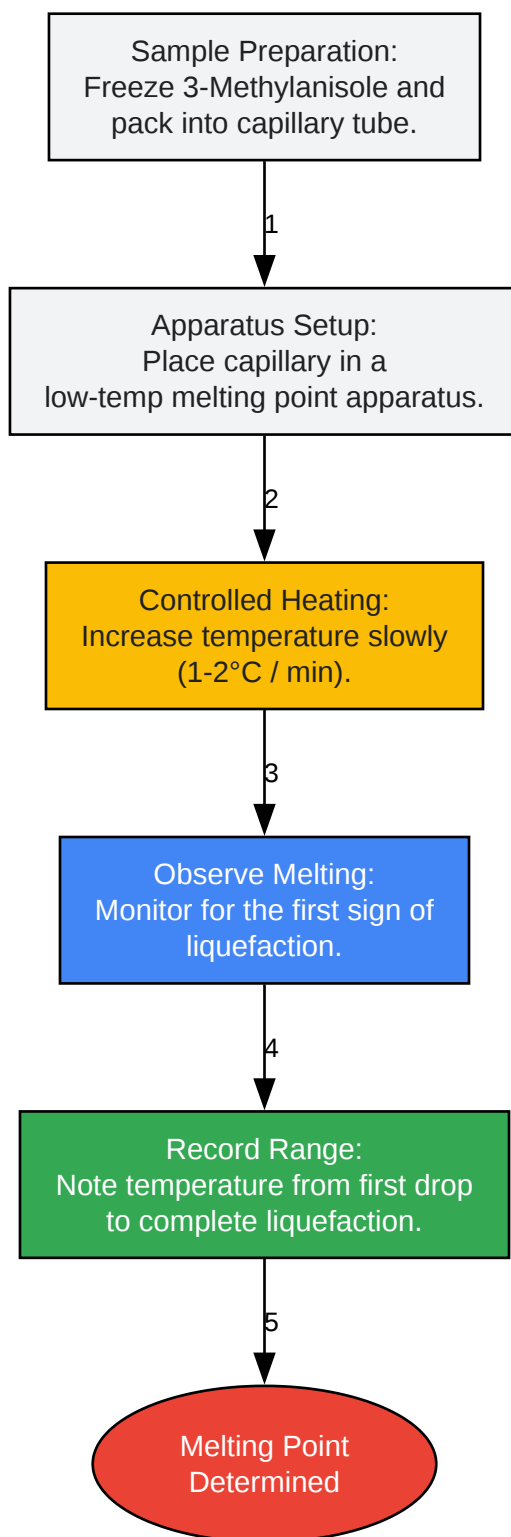 Sample Preparation:
Freeze 3-Methylanisole and
pack into capillary tube.
1
Apparatus Setup:
Place capillary in a
low-temp melting point apparatus.
2
Controlled Heating:
Increase temperature slowly
(1-2°C / min).
3
Observe Melting:
Monitor for the first sign of
liquefaction.
4
Record Range:
Note temperature from first drop
to complete liquefaction.
5
Melting Point
Determined